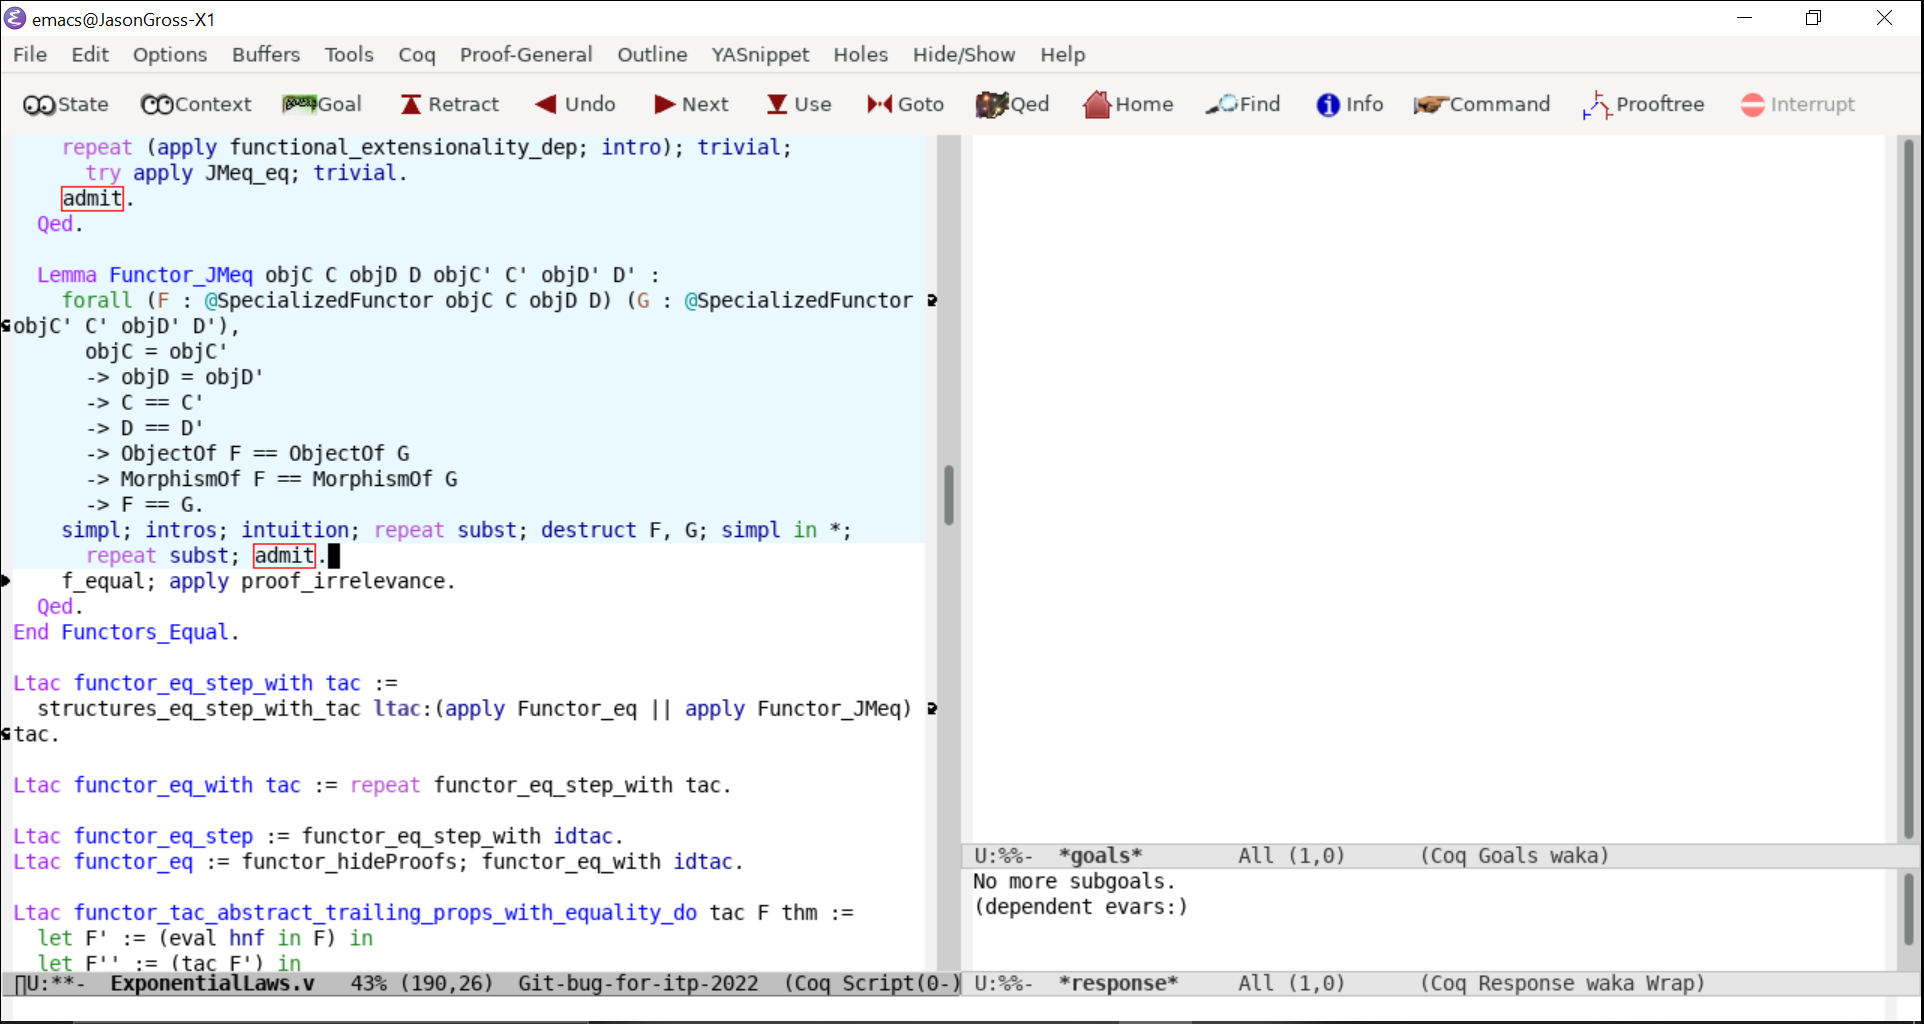 emacs@JasonGross-X1
File Edit Options Buffers Tools Coq Proof-General Outline YASnippet Holes Hide/Show Help
State Context Goal Retract Undo Next Use Goto Qed Home Find Info Command Prooftree Interrupt
repeat (apply functional_extensionality_dep; intro); trivial;
try apply JMeq_eq; trivial.
admit.
Qed.
Lemma Functor_JMeq objC C objD D objC' C' objD' D' :
forall (F : @SpecializedFunctor objC C objD D) (G : @SpecializedFunctor
objC' C' objD' D'),
objC = objC'
-> objD = objD'
-> C == C'
-> D == D'
-> ObjectOf F == ObjectOf G
-> MorphismOf F == MorphismOf G
-> F == G.
simpl; intros; intuition; repeat subst; destruct F, G; simpl in *;
repeat subst; admit.
f_equal; apply proof_irrelevance.
Qed.
End Functors_Equal.
Ltac functor_eq_step_with tac :=
structures_eq_step_with_tac ltac:(apply Functor_eq || apply Functor_JMeq)
tac.
Ltac functor_eq_with tac := repeat functor_eq_step_with tac.
Ltac functor_eq_step := functor_eq_step_with idtac.
Ltac functor_eq := functor_hideProofs; functor_eq_with idtac.
Ltac functor_tac_abstract_trailing_props_with_equality_do tac F thm :=
let F' := (eval hnf in F) in
let F'' := (tac F') in
U:**- ExponentialLaws.v 43% (190,26) Git-bug-for-itp-2022 (Coq Script(0-)
U:%%- *goals* All (1,0) (Coq Goals waka)
No more subgoals.
(dependent evars:)
U:%%- *response* All (1,0) (Coq Response waka Wrap)